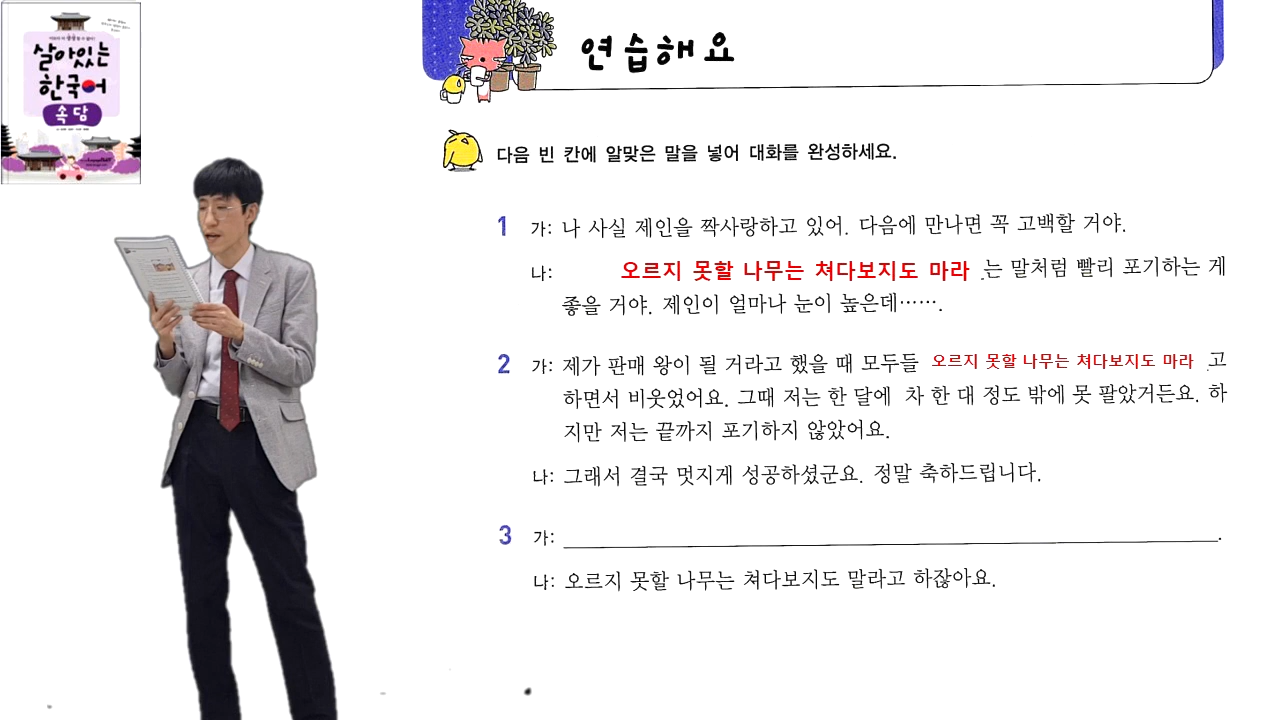 살아있는
한국어
속담
연습해요
다음 빈 칸에 알맞은 말을 넣어 대화를 완성하세요.
1 가: 나 사실 제인을 짝사랑하고 있어. 다음에 만나면 꼭 고백할 거야.
나: 오르지 못할 나무는 쳐다보지도 마라 는 말처럼 빨리 포기하는 게
좋을 거야. 제인이 얼마나 눈이 높은데…….
2 가: 제가 판매 왕이 될 거라고 했을 때 모두들 오르지 못할 나무는 쳐다보지도 마라 고
하면서 비웃었어요. 그때 저는 한 달에 차 한 대 정도 밖에 못 팔았거든요. 하
지만 저는 끝까지 포기하지 않았어요.
나: 그래서 결국 멋지게 성공하셨군요. 정말 축하드립니다.
3 가: .
나: 오르지 못할 나무는 쳐다보지도 말라고 하잖아요.